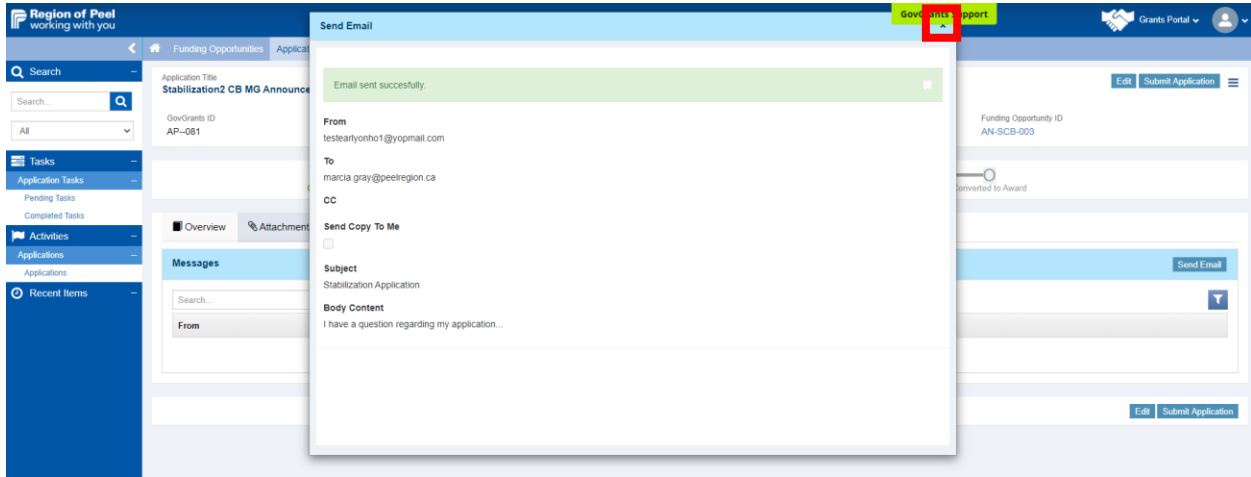 Region of Peel
working with you
Grants Portal
Funding Opportunities Applicat
Search
Search...
All
Tasks
Application Tasks
Pending Tasks
Completed Tasks
Activities
Applications
Applications
Recent Items
Application Title
Stabilization2 CB MG Announce
GovGrants ID
AP--081
Overview Attachment
Messages
Search...
From
GovGrants Support
Send Email
Email sent succesfully.
From
testearlyonho1@yopmail.com
To
marcia.gray@peelregion.ca
CC
Send Copy To Me
Subject
Stabilization Application
Body Content
I have a question regarding my application...
Edit Submit Application
Funding Opportunity ID
AN-SCB-003
Converted to Award
Send Email
Edit Submit Application